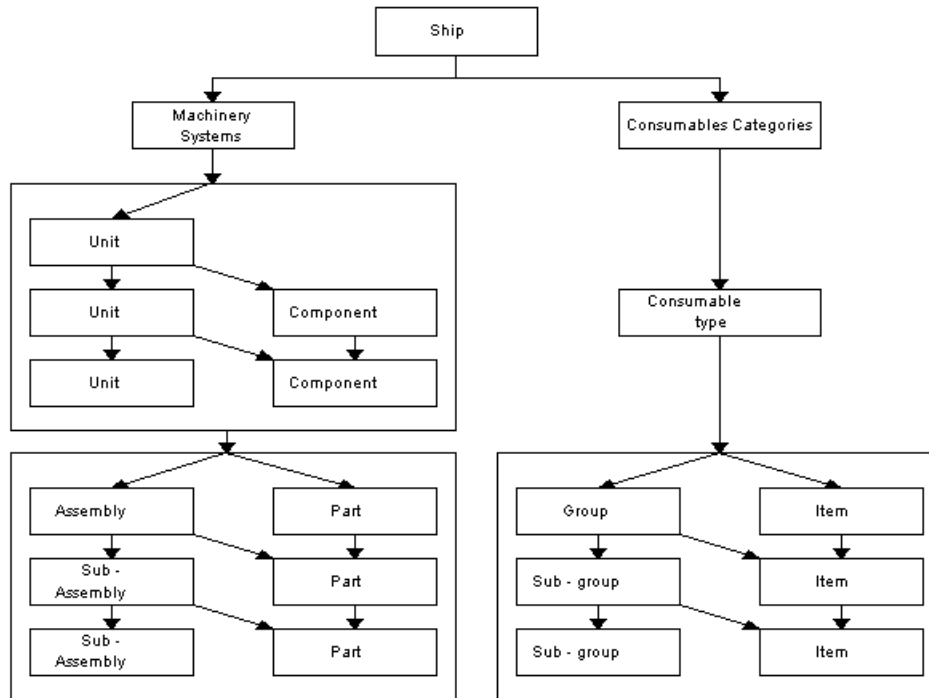 Ship
Machinery
Systems
Consumables Categories
Unit
Unit
Component
Consumable
type
Unit
Component
Assembly
Part
Group
Item
Sub -
Assembly
Part
Sub - group
Item
Sub -
Assembly
Part
Sub - group
Item